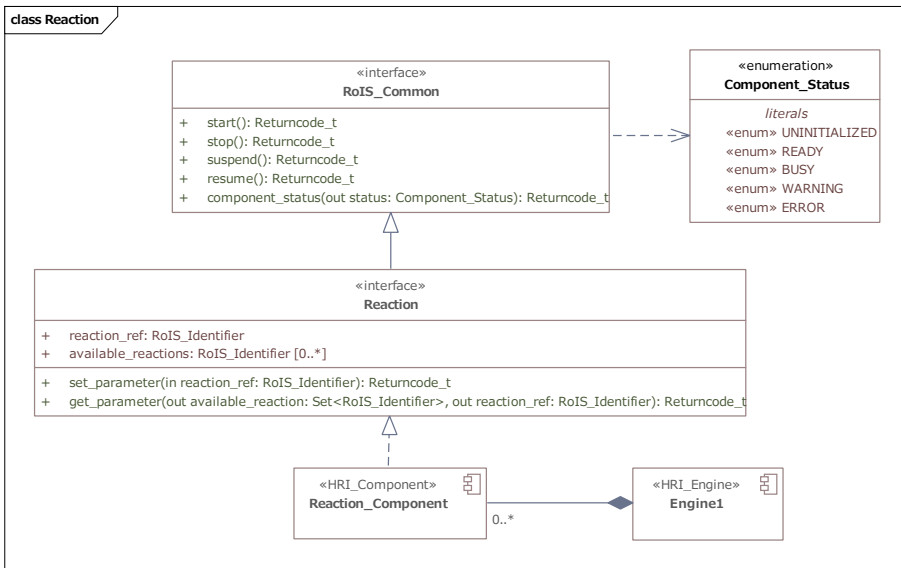 class Reaction
«interface»
RoIS_Common
+ start(): Returncode_t
+ stop(): Returncode_t
+ suspend(): Returncode_t
+ resume(): Returncode_t
+ component_status(out status: Component_Status): Returncode_t
«enumeration»
Component_Status
literals
«enum» UNINITIALIZED
«enum» READY
«enum» BUSY
«enum» WARNING
«enum» ERROR
«interface»
Reaction
+ reaction_ref: RoIS_Identifier
+ available_reactions: RoIS_Identifier [0..*]
+ set_parameter(in reaction_ref: RoIS_Identifier): Returncode_t
+ get_parameter(out available_reaction: Set<RoIS_Identifier>, out reaction_ref: RoIS_Identifier): Returncode_t
«HRI_Component»
Reaction_Component
0..*
«HRI_Engine»
Engine1